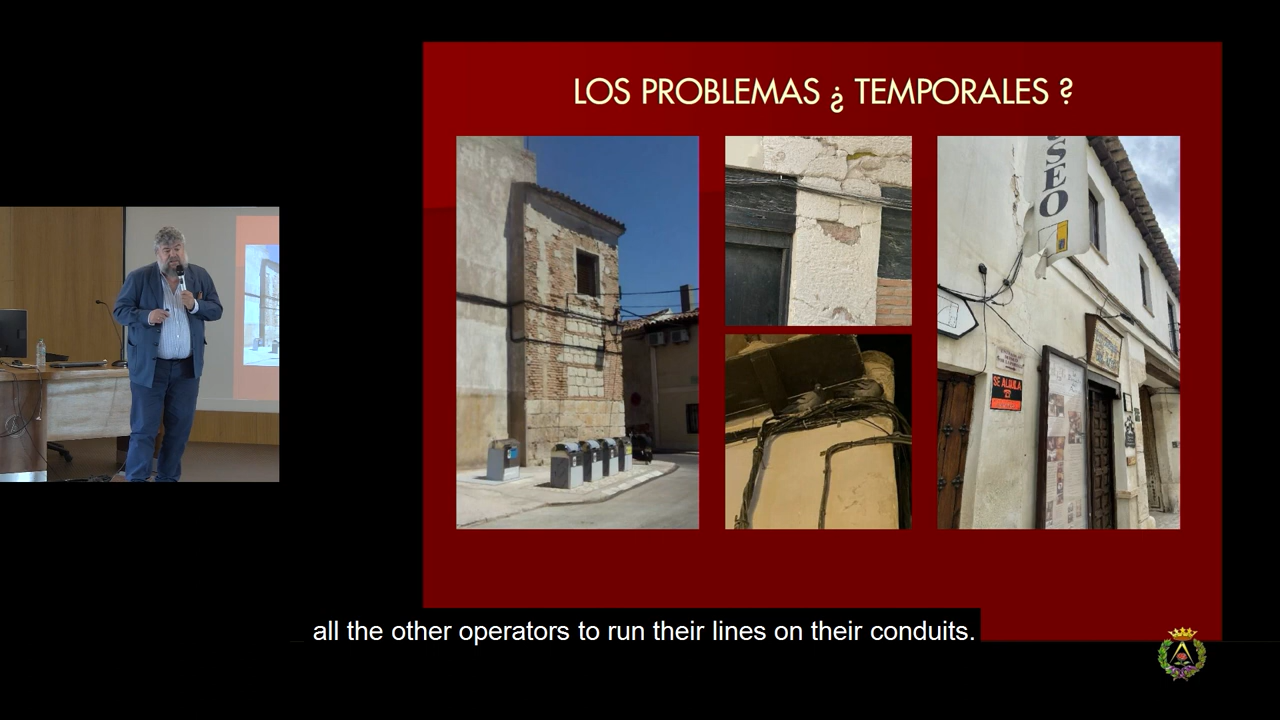 LOS PROBLEMAS ¿ TEMPORALES ?
SEO
SE ALQUILA
all the other operators to run their lines on their conduits.